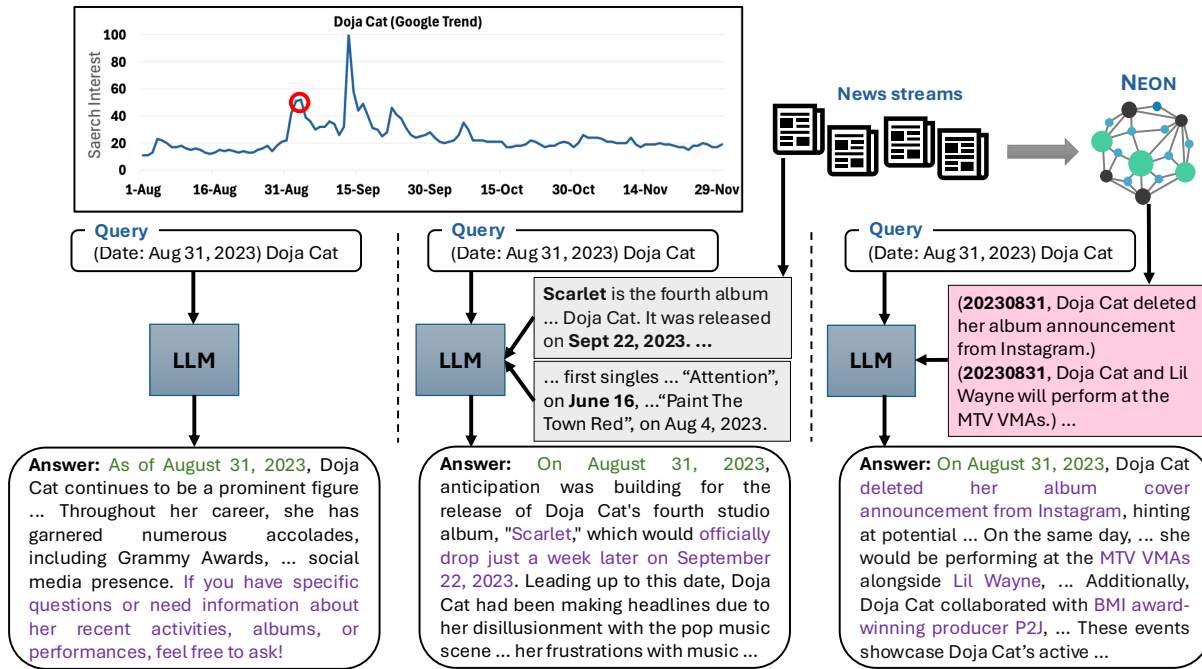 Doja Cat (Google Trend)
Saerch Interest
100
80
60
40
20
0
1-Aug 16-Aug 31-Aug 15-Sep 30-Sep 15-Oct 30-Oct 14-Nov 29-Nov
News streams
NEON
Query
(Date: Aug 31, 2023) Doja Cat
LLM
Answer: As of August 31, 2023, Doja
Cat continues to be a prominent figure
... Throughout her career, she has
garnered numerous accolades,
including Grammy Awards, ... social
media presence. If you have specific
questions or need information about
her recent activities, albums, or
performances, feel free to ask!
Query
(Date: Aug 31, 2023) Doja Cat
Scarlet is the fourth album
... Doja Cat. It was released
on Sept 22, 2023. ...
... first singles ... “Attention”,
on June 16, ...“Paint The
Town Red”, on Aug 4, 2023.
LLM
Answer: On August 31, 2023,
anticipation was building for the
release of Doja Cat's fourth studio
album, "Scarlet," which would officially
drop just a week later on September
22, 2023. Leading up to this date, Doja
Cat had been making headlines due to
her disillusionment with the pop music
scene ... her frustrations with music ...
Query
(Date: Aug 31, 2023) Doja Cat
(20230831, Doja Cat deleted
her album announcement
from Instagram.)
(20230831, Doja Cat and Lil
Wayne will perform at the
MTV VMAs.) ...
LLM
Answer: On August 31, 2023, Doja Cat
deleted her album cover
announcement from Instagram, hinting
at potential ... On the same day, ... she
would be performing at the MTV VMAs
alongside Lil Wayne, ... Additionally,
Doja Cat collaborated with BMI award-
winning producer P2J, ... These events
showcase Doja Cat’s active ...